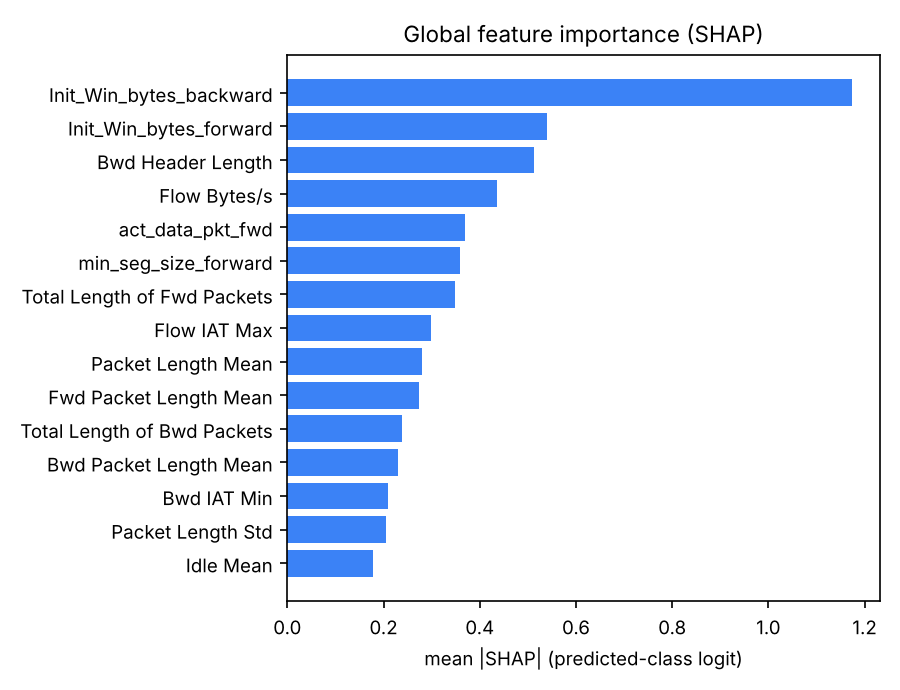 Global feature importance (SHAP)
Init_Win_bytes_backward
Init_Win_bytes_forward
Bwd Header Length
Flow Bytes/s
act_data_pkt_fwd
min_seg_size_forward
Total Length of Fwd Packets
Flow IAT Max
Packet Length Mean
Fwd Packet Length Mean
Total Length of Bwd Packets
Bwd Packet Length Mean
Bwd IAT Min
Packet Length Std
Idle Mean
0.0 0.2 0.4 0.6 0.8 1.0 1.2
mean |SHAP| (predicted-class logit)